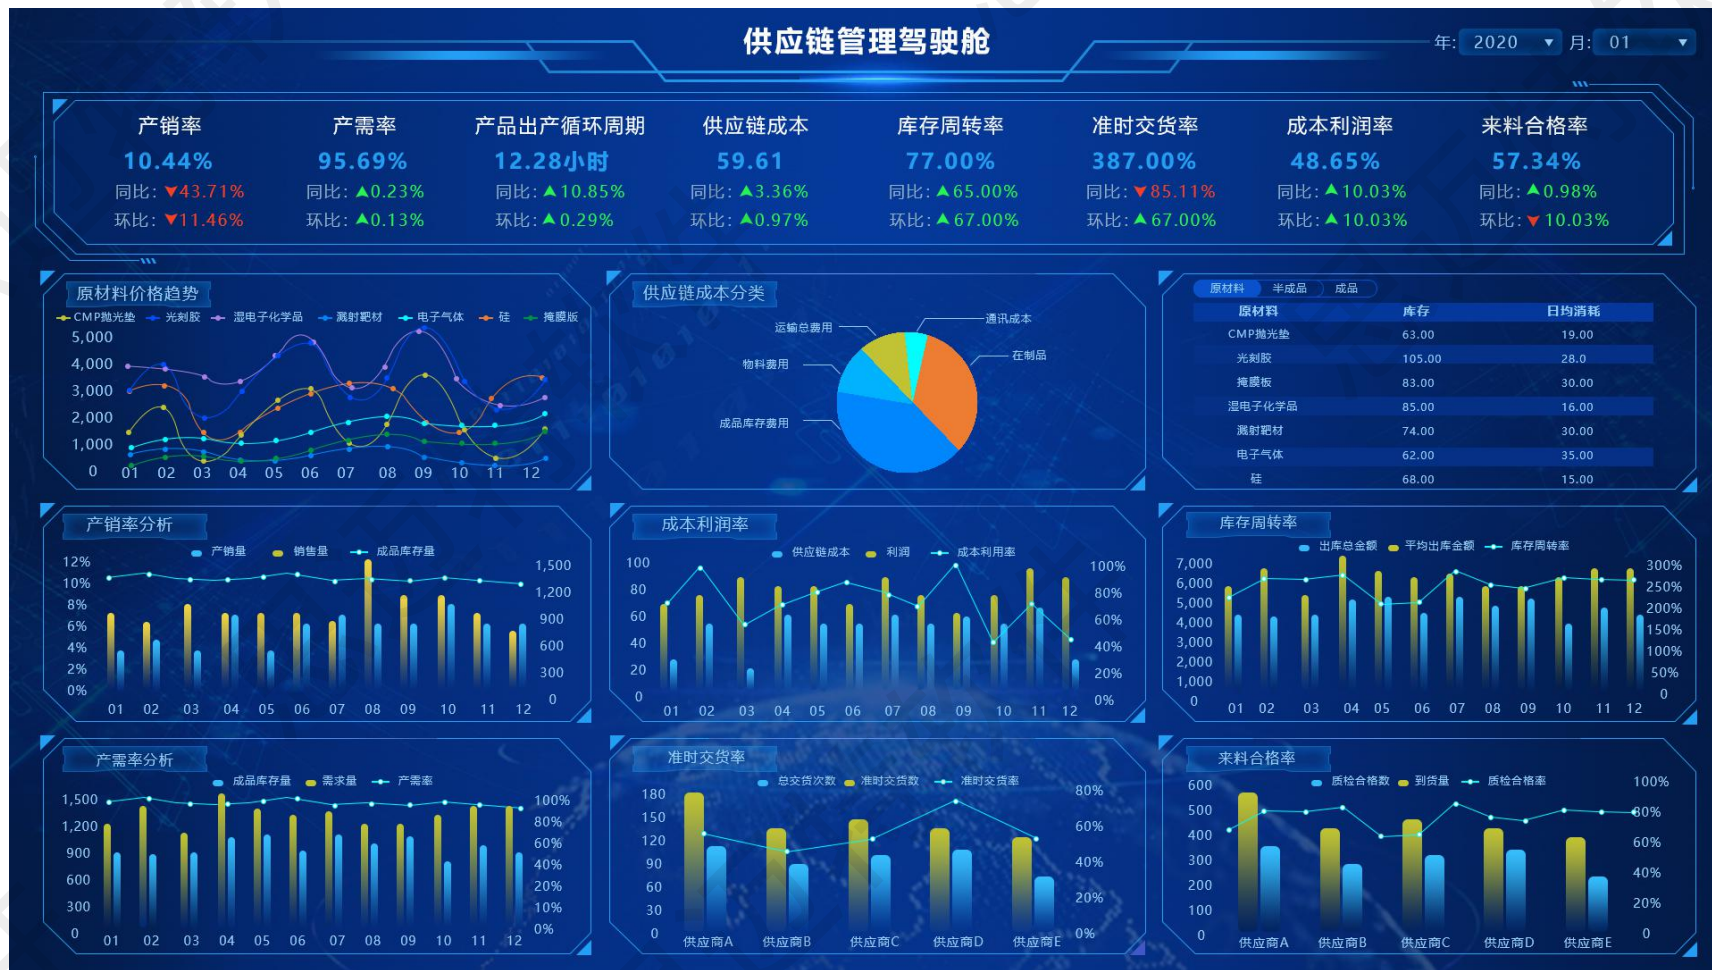 供应链管理驾驶舱
年: 2020 ▼ 月: 01 ▼
产销率 产需率 产品出产循环周期 供应链成本 库存周转率 准时交货率 成本利润率 来料合格率
10.44% 95.69% 12.28小时 59.61 77.00% 387.00% 48.65% 57.34%
同比: ▼43.71% 同比: ▲0.23% 同比: ▲10.85% 同比: ▲3.36% 同比: ▲65.00% 同比: ▼85.11% 同比: ▲10.03% 同比: ▲0.98%
环比: ▼11.46% 环比: ▲0.13% 环比: ▲0.29% 环比: ▲0.97% 环比: ▲67.00% 环比: ▲67.00% 环比: ▲10.03% 环比: ▼10.03%
原材料价格趋势
CMP抛光垫 光刻胶 湿电子化学品 溅射靶材 电子气体 硅 掩膜版
5,000
4,000
3,000
2,000
1,000
0
01 02 03 04 05 06 07 08 09 10 11 12
供应链成本分类
运输总费用
通讯成本
在制品
物料费用
成品库存费用
原材料 半成品 成品
原材料 库存 日均消耗
CMP抛光垫 63.00 19.00
光刻胶 105.00 28.0
掩膜板 83.00 30.00
湿电子化学品 85.00 16.00
溅射靶材 74.00 30.00
电子气体 62.00 35.00
硅 68.00 15.00
产销率分析
产销量 销售量 成品库存量
12%
10%
8%
6%
4%
2%
0%
1,500
1,200
900
600
300
0
01 02 03 04 05 06 07 08 09 10 11 12
成本利润率
供应链成本 利润 成本利用率
100
80
60
40
20
0
100%
80%
60%
40%
20%
0%
01 02 03 04 05 06 07 08 09 10 11 12
库存周转率
出库总金额 平均出库金额 库存周转率
7,000
6,000
5,000
4,000
3,000
2,000
1,000
0
300%
250%
200%
150%
100%
50%
0
01 02 03 04 05 06 07 08 09 10 11 12
产需率分析
成品库存量 需求量 产需率
1,500
1,200
900
600
300
0
100%
80%
60%
40%
20%
10%
0%
01 02 03 04 05 06 07 08 09 10 11 12
准时交货率
总交货次数 准时交货数 准时交货率
180
150
120
90
60
30
0
80%
60%
40%
20%
0%
供应商A 供应商B 供应商C 供应商D 供应商E
来料合格率
质检合格数 到货量 质检合格率
600
500
400
300
200
100
0
100%
80%
60%
40%
20%
0
供应商A 供应商B 供应商C 供应商D 供应商E